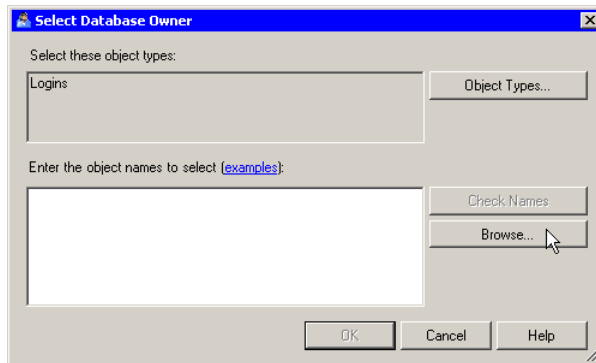 Select Database Owner
Select these object types:
Logins
Object Types...
Enter the object names to select (examples):
Check Names
Browse...
OK
Cancel
Help